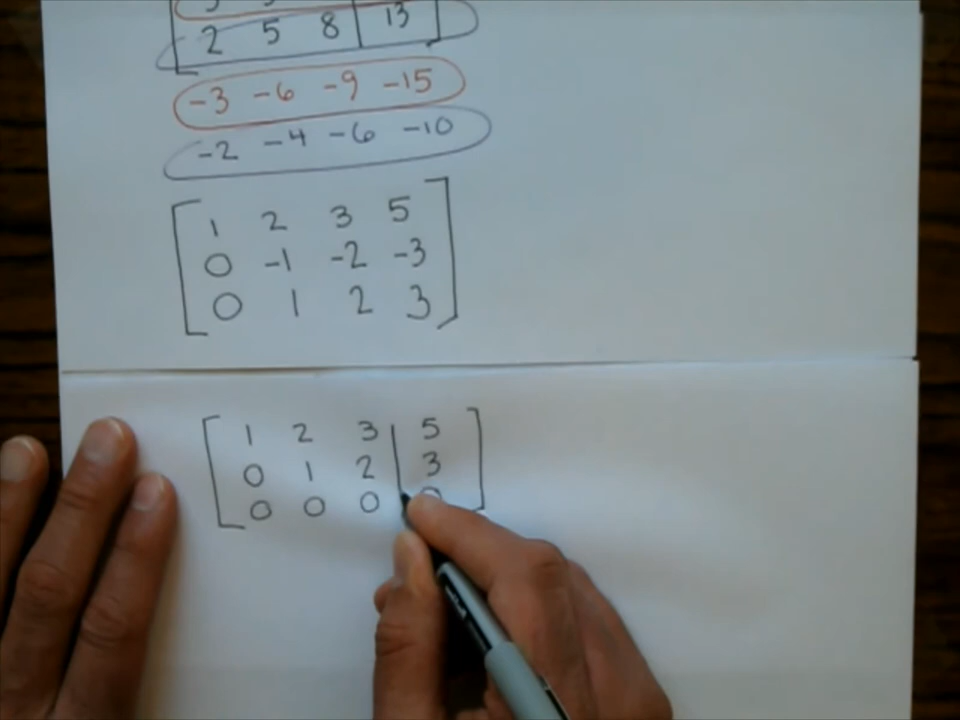 2 5 8 | 13
-3 -6 -9 -15
-2 -4 -6 -10
1 2 3 5
0 -1 -2 -3
0 1 2 3
1 2 3 | 5
0 1 2 | 3
0 0 0 | 0